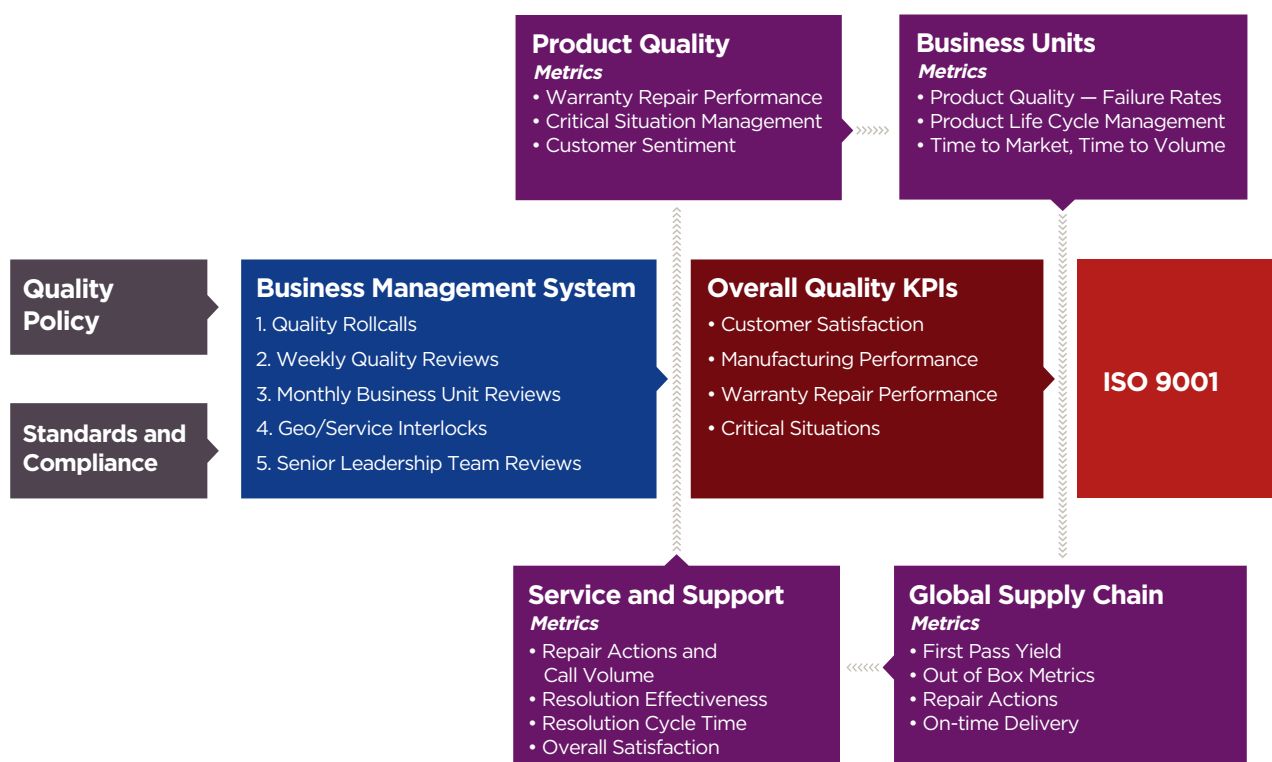 Product Quality
Metrics
• Warranty Repair Performance
• Critical Situation Management
• Customer Sentiment
Business Units
Metrics
• Product Quality — Failure Rates
• Product Life Cycle Management
• Time to Market, Time to Volume
Quality
Policy
Standards and
Compliance
Business Management System
1. Quality Rollcalls
2. Weekly Quality Reviews
3. Monthly Business Unit Reviews
4. Geo/Service Interlocks
5. Senior Leadership Team Reviews
Overall Quality KPIs
• Customer Satisfaction
• Manufacturing Performance
• Warranty Repair Performance
• Critical Situations
ISO 9001
Service and Support
Metrics
• Repair Actions and
Call Volume
• Resolution Effectiveness
• Resolution Cycle Time
• Overall Satisfaction
Global Supply Chain
Metrics
• First Pass Yield
• Out of Box Metrics
• Repair Actions
• On-time Delivery